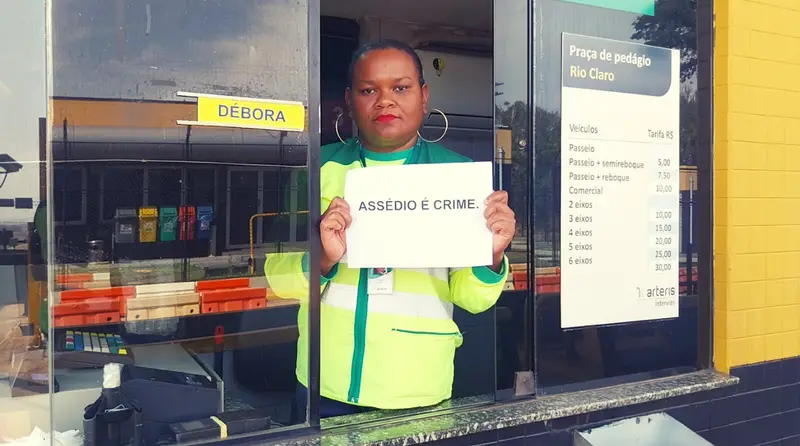 DÉBORA
ASSÉDIO É CRIME.
Praça de pedágio
Rio Claro
Veículos Tarifa R$
Passeio
Passeio + semireboque 5,00
Passeio + reboque 7,50
Comercial 10,00
2 eixos
3 eixos 10,00
4 eixos 15,00
5 eixos 20,00
6 eixos 25,00
30,00
arteris
intervias